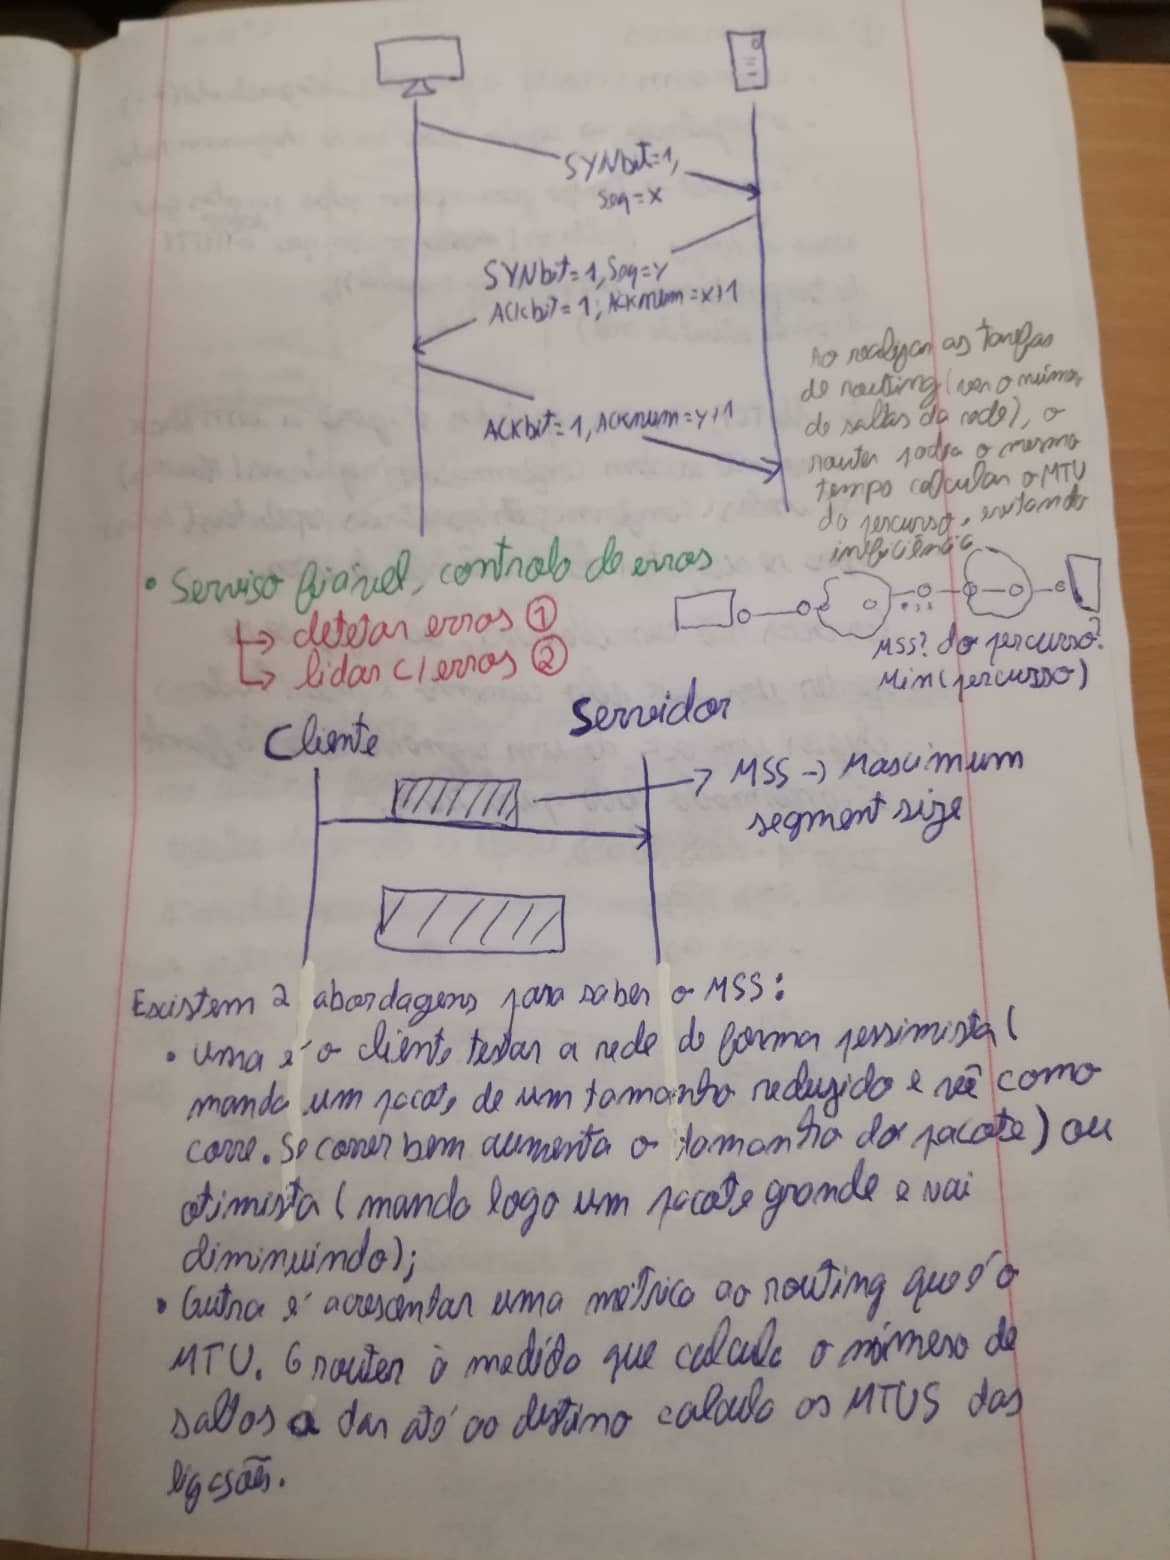 SYNbit=1,
Seq=x
SYNbit=1, Seq=y
ACKbit=1; ACKnum=x+1
ACKbit=1, ACKnum=y+1
Ao realizar as tarefas
de routing (ver o número
de saltos da rede), o
router podia o mesmo
tempo calcular o MTU
do percurso, evitando
ineficiência
• Serviso fiável, controlo de erros
↳ detetar erros ①
↳ lidar c/ erros ②
MSS? do percurso?
Min(percurso)
Cliente
Servidor
→ MSS → Mascimum
segment size
Escistem 2 abordagens para saber o MSS:
• uma é o cliente testar a rede de forma pessimista (
manda um pacote de um tamanho reduzido e vê como
corre. Se correr bem aumenta o tamanho do pacote) ou
otimista (manda logo um pacote grande e vai
diminuindo);
• Outra é acrescentar uma métrica ao routing que é o
MTU. O router à medida que calcula o número de
saltos a dar até ao destino calcula os MTUS das
ligações.